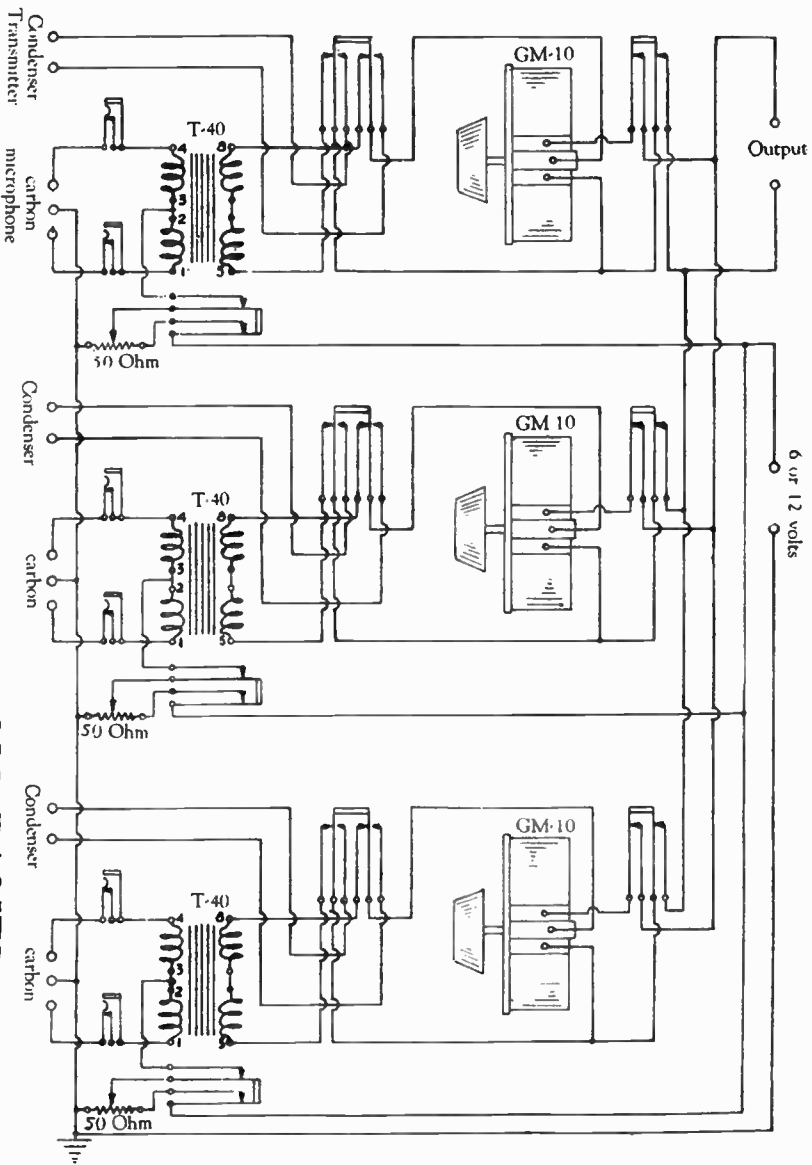 Condenser
Transmitter
carbon
microphone
T-40
4
3
2
1
8
5
50 Ohm
GM-10
Output
6 or 12 volts
Condenser
carbon
T-40
4
3
2
1
8
5
50 Ohm
GM 10
Condenser
carbon
T-40
4
3
2
1
8
5
50 Ohm
GM-10